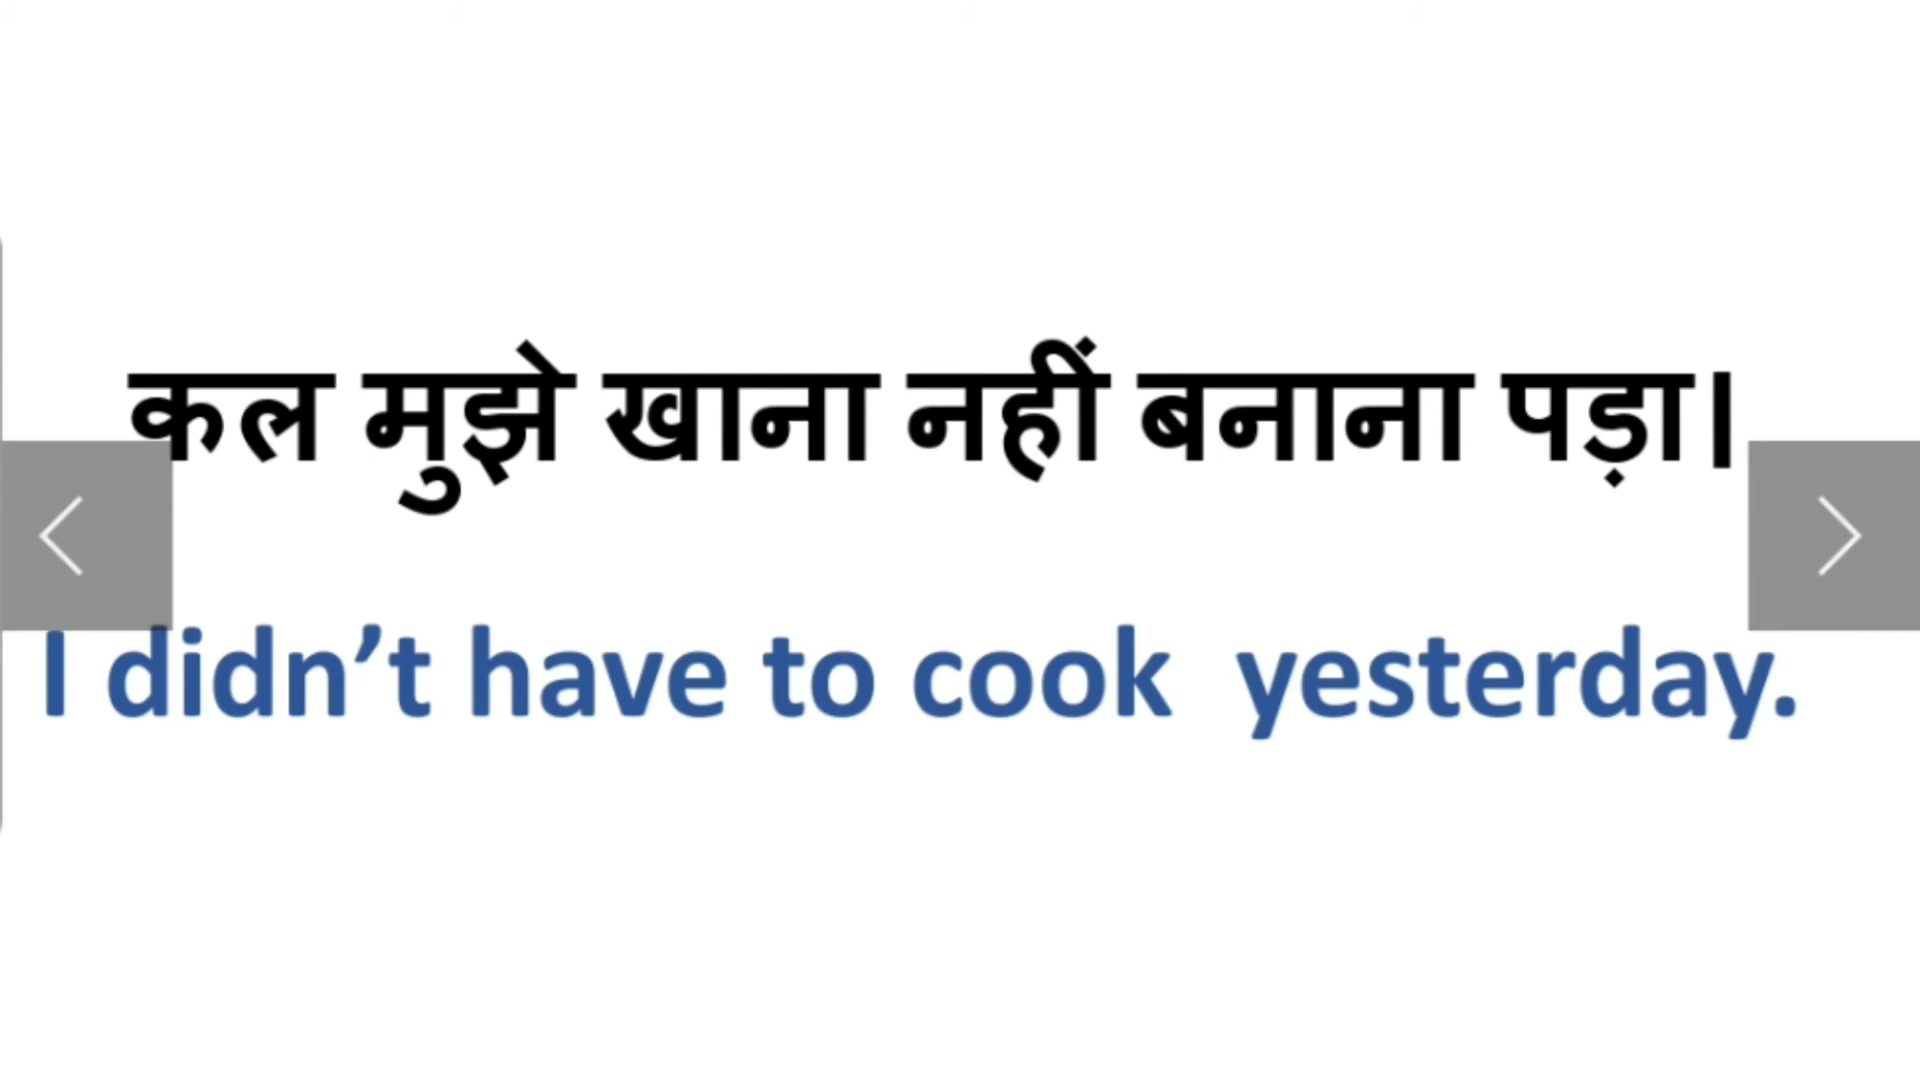 कल मुझे खाना नहीं बनाना पड़ा।
I didn’t have to cook  yesterday.